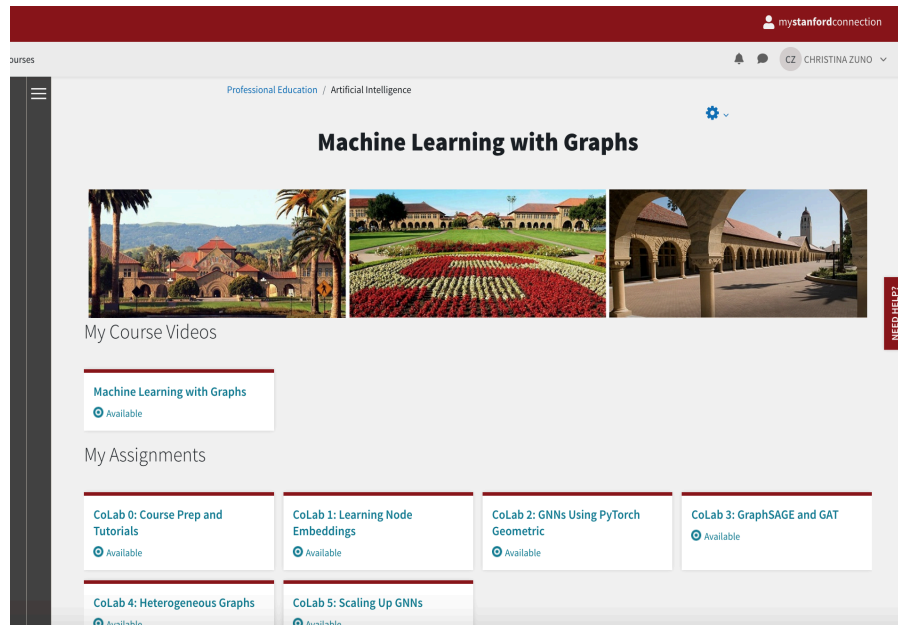 mystanfordconnection
ourses
CZ CHRISTINA ZUNO
Professional Education / Artificial Intelligence
Machine Learning with Graphs
NEED HELP?
My Course Videos
Machine Learning with Graphs
Available
My Assignments
CoLab 0: Course Prep and
Tutorials
Available
CoLab 1: Learning Node
Embeddings
Available
CoLab 2: GNNs Using PyTorch
Geometric
Available
CoLab 3: GraphSAGE and GAT
Available
CoLab 4: Heterogeneous Graphs
Available
CoLab 5: Scaling Up GNNs
Available